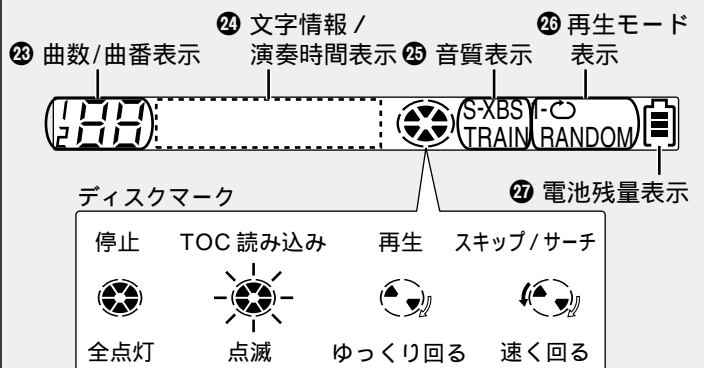 ㉔ 文字情報 /
㉖ 再生モード
㉓ 曲数/曲番表示
演奏時間表示
㉕ 音質表示
表示
S-XBS
TRAIN
1-
RANDOM
㉗ 電池残量表示
ディスクマーク
停止
TOC 読み込み
再生
スキップ / サーチ
全点灯
点滅
ゆっくり回る
速く回る